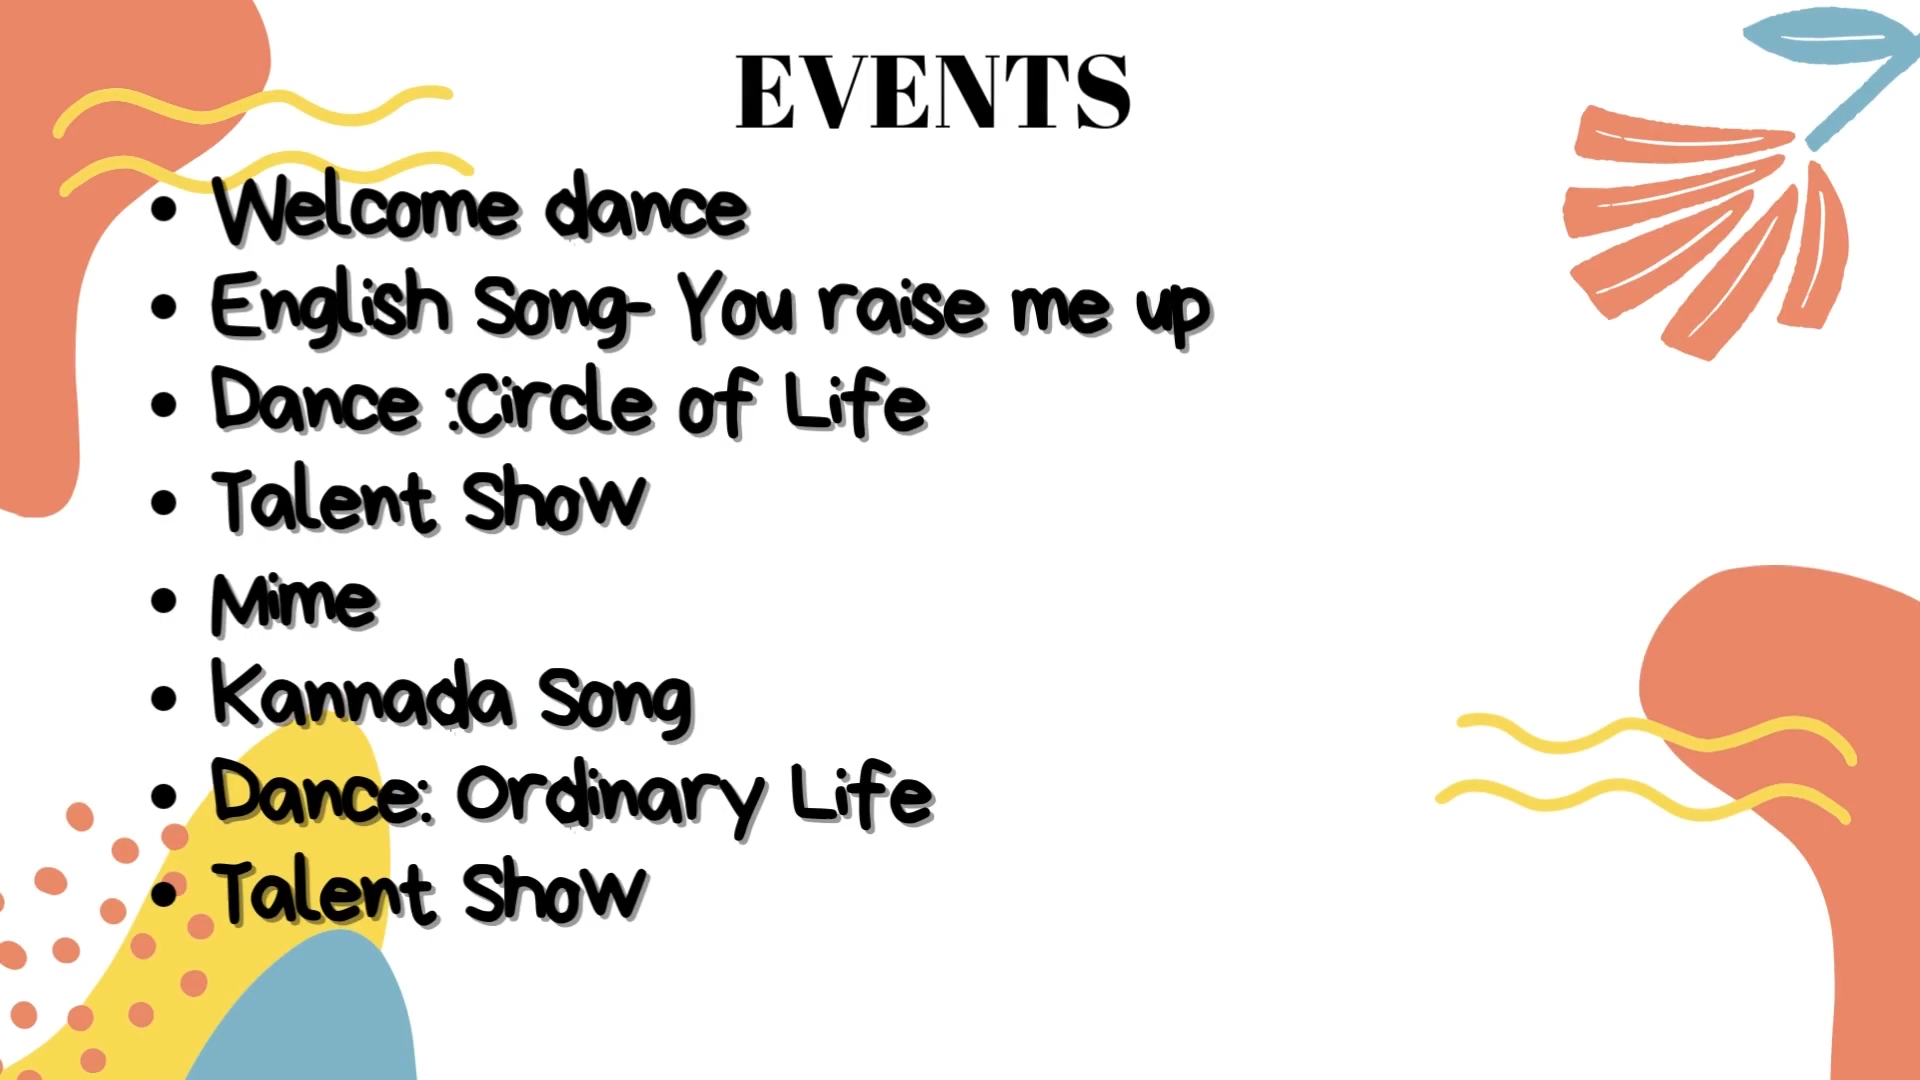 EVENTS
• Welcome dance
• English Song- You raise me up
• Dance :Circle of Life
• Talent Show
• Mime
• Kannada Song
• Dance: Ordinary Life
• Talent Show